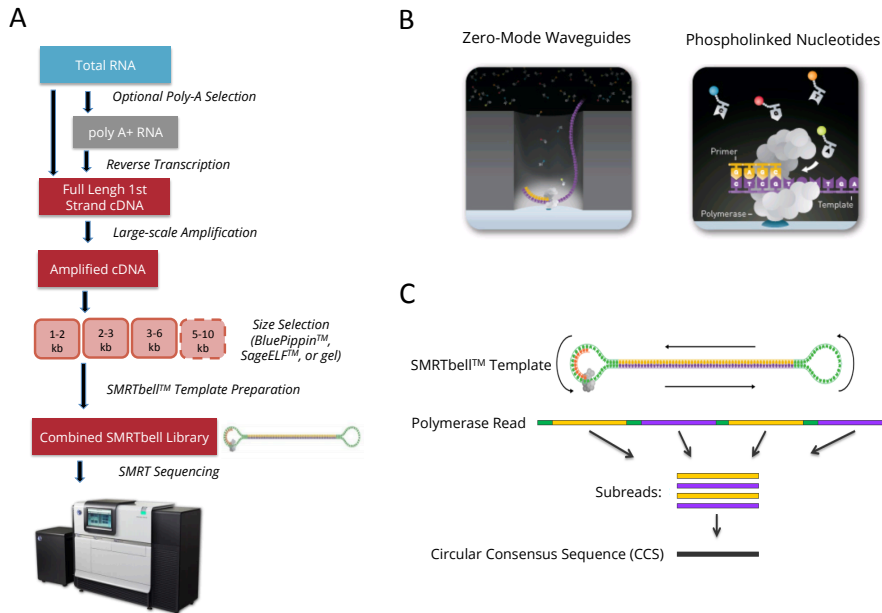 A
Total RNA
Optional Poly-A Selection
poly A+ RNA
Reverse Transcription
Full Lengh 1st
Strand cDNA
Large-scale Amplification
Amplified cDNA
1-2
kb
2-3
kb
3-6
kb
5-10
kb
Size Selection
(BluePippin™,
SageELF™, or gel)
SMRTbell™ Template Preparation
Combined SMRTbell Library
SMRT Sequencing
B
Zero-Mode Waveguides
Phospholinked Nucleotides
Primer
Template
Polymerase
C
SMRTbell™ Template
Polymerase Read
Subreads:
Circular Consensus Sequence (CCS)